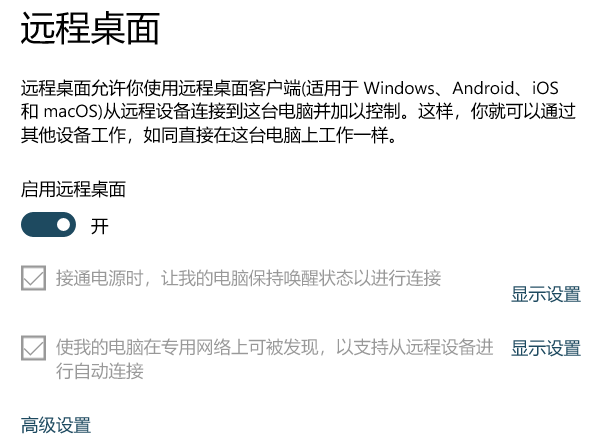 远程桌面
远程桌面允许你使用远程桌面客户端(适用于 Windows、Android、iOS
和 macOS)从远程设备连接到这台电脑并加以控制。这样，你就可以通过
其他设备工作，如同直接在这台电脑上工作一样。
启用远程桌面
开
接通电源时，让我的电脑保持唤醒状态以进行连接
显示设置
使我的电脑在专用网络上可被发现，以支持从远程设备进
显示设置
行自动连接
高级设置